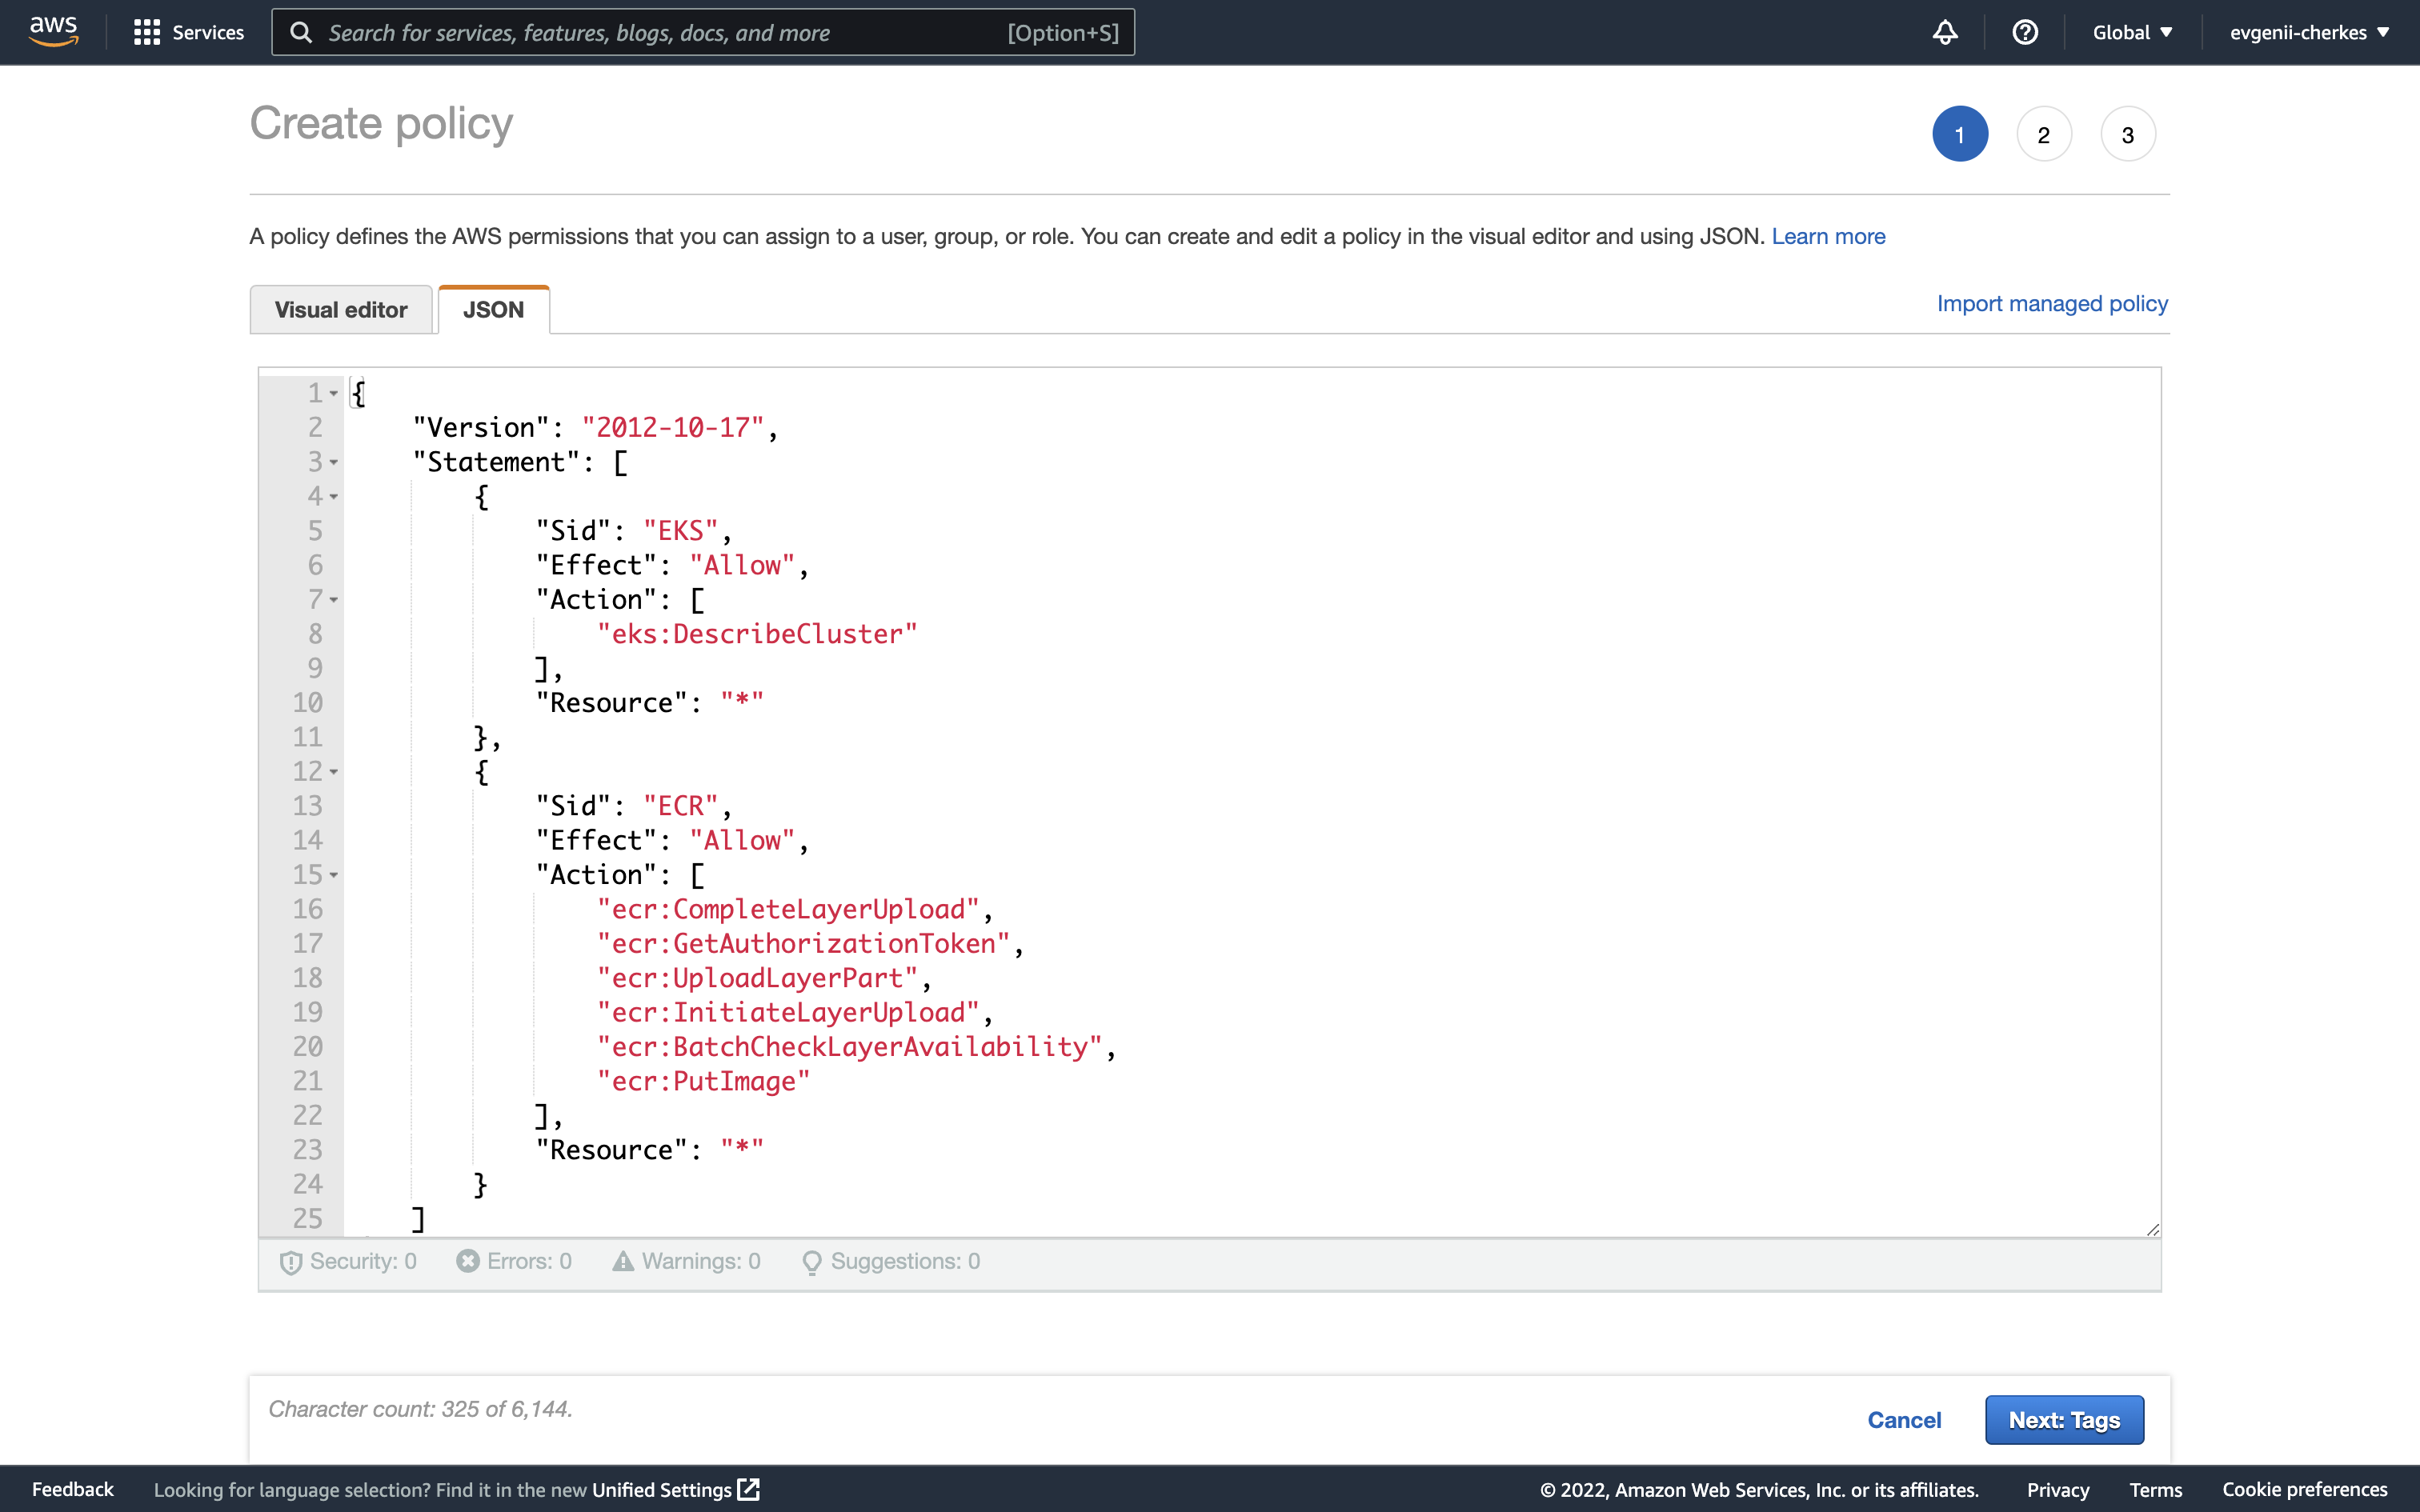 aws Services Search for services, features, blogs, docs, and more [Option+S] Global ▼ evgenii-cherkes ▼
Create policy 1 2 3
A policy defines the AWS permissions that you can assign to a user, group, or role. You can create and edit a policy in the visual editor and using JSON. Learn more
Visual editor JSON Import managed policy
1 {
2 "Version": "2012-10-17",
3 "Statement": [
4 {
5 "Sid": "EKS",
6 "Effect": "Allow",
7 "Action": [
8 "eks:DescribeCluster"
9 ],
10 "Resource": "*"
11 },
12 {
13 "Sid": "ECR",
14 "Effect": "Allow",
15 "Action": [
16 "ecr:CompleteLayerUpload",
17 "ecr:GetAuthorizationToken",
18 "ecr:UploadLayerPart",
19 "ecr:InitiateLayerUpload",
20 "ecr:BatchCheckLayerAvailability",
21 "ecr:PutImage"
22 ],
23 "Resource": "*"
24 }
25 ]
Security: 0 Errors: 0 Warnings: 0 Suggestions: 0
Character count: 325 of 6,144. Cancel Next: Tags
Feedback Looking for language selection? Find it in the new Unified Settings © 2022, Amazon Web Services, Inc. or its affiliates. Privacy Terms Cookie preferences